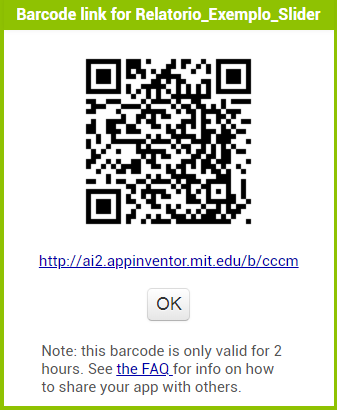 Barcode link for Relatorio_Exemplo_Slider
http://ai2.appinventor.mit.edu/b/cccm
OK
Note: this barcode is only valid for 2
hours. See the FAQ for info on how
to share your app with others.